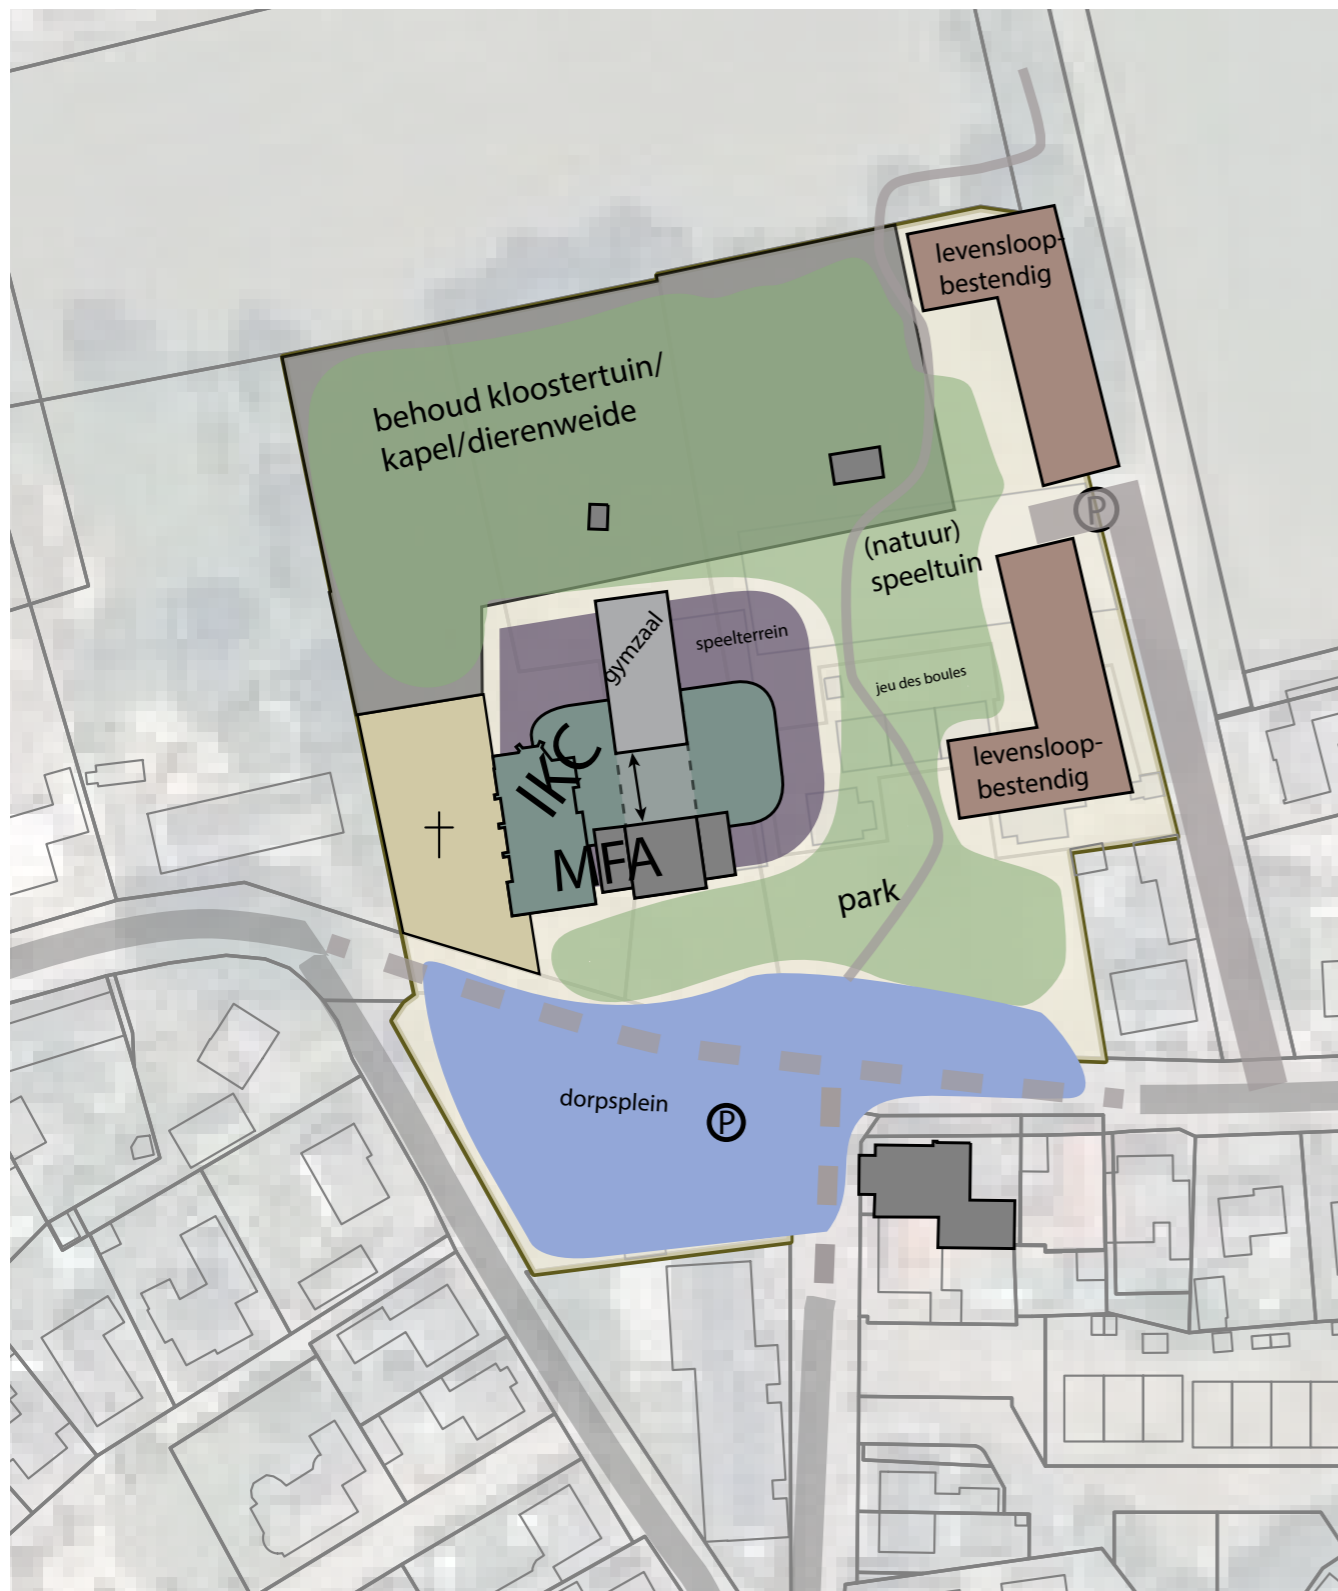 levensloop-
bestendig
behoud kloostertuin/
kapel/dierenweide
P
(natuur)
speeltuin
gymzaal
speelterrein
jeu des boules
IKC
levensloop-
bestendig
MFA
park
dorpsplein
P